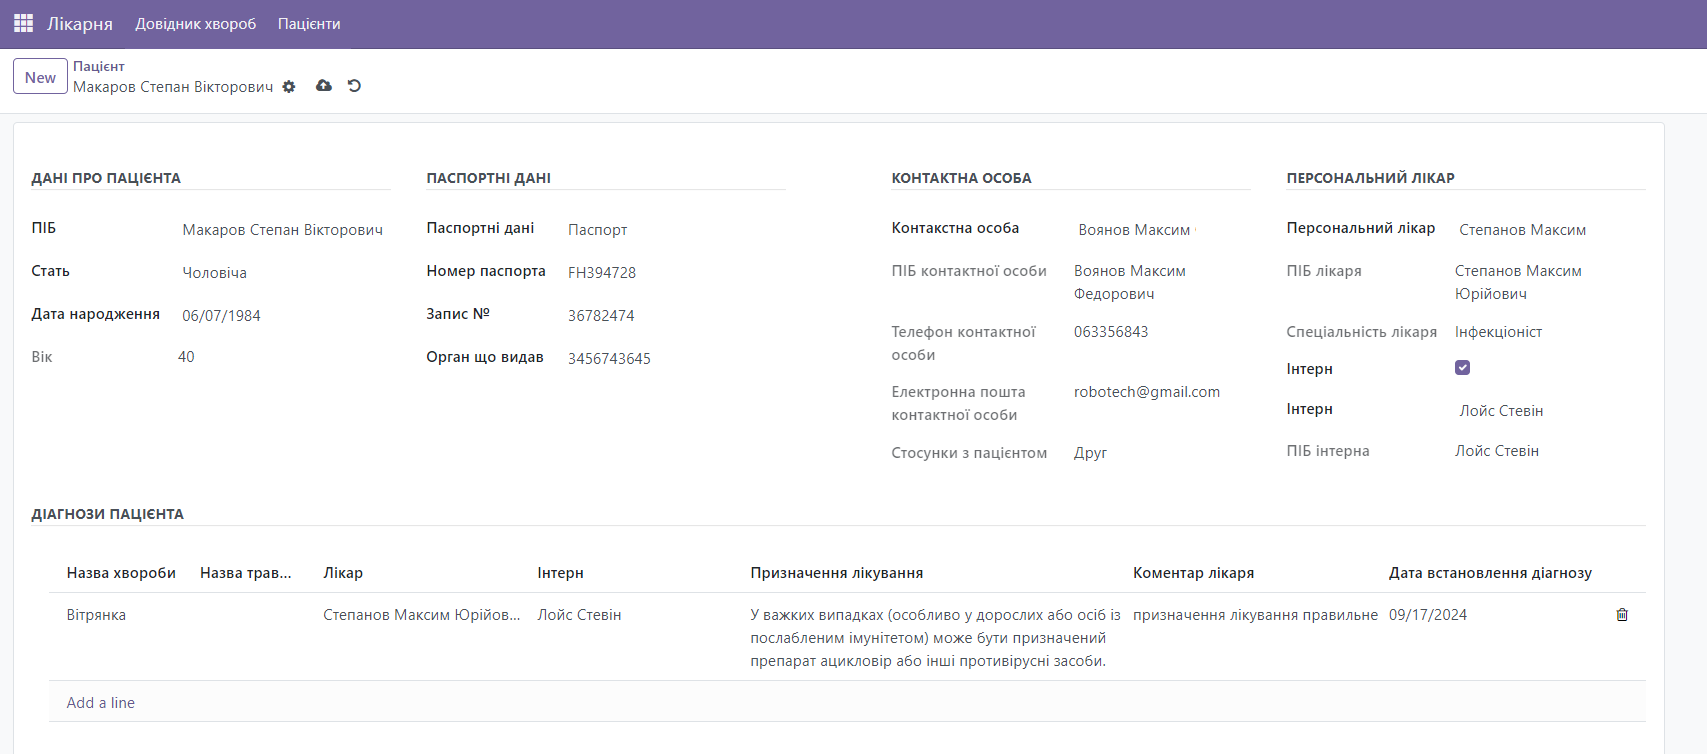 Лікарня Довідник хвороб Пацієнти
New
Пацієнт
Макаров Степан Вікторович
ДАНІ ПРО ПАЦІЄНТА
ПІБ Макаров Степан Вікторович
Стать Чоловіча
Дата народження 06/07/1984
Вік 40
ПАСПОРТНІ ДАНІ
Паспортні дані Паспорт
Номер паспорта FH394728
Запис № 36782474
Орган що видав 3456743645
КОНТАКТНА ОСОБА
Контакстна особа Воянов Максим
ПІБ контактної особи Воянов Максим
Федорович
Телефон контактної 063356843
особи
Електронна пошта robotech@gmail.com
контактної особи
Стосунки з пацієнтом Друг
ПЕРСОНАЛЬНИЙ ЛІКАР
Персональний лікар Степанов Максим
ПІБ лікаря Степанов Максим
Юрійович
Спеціальність лікаря Інфекціоніст
Інтерн
Інтерн Лойс Стевін
ПІБ інтерна Лойс Стевін
ДІАГНОЗИ ПАЦІЄНТА
Назва хвороби Назва трав... Лікар Інтерн Призначення лікування Коментар лікаря Дата встановлення діагнозу
Вітрянка Степанов Максим Юрійов... Лойс Стевін У важких випадках (особливо у дорослих або осіб із призначення лікування правильне 09/17/2024
послабленим імунітетом) може бути призначений
препарат ацикловір або інші противірусні засоби.
Add a line